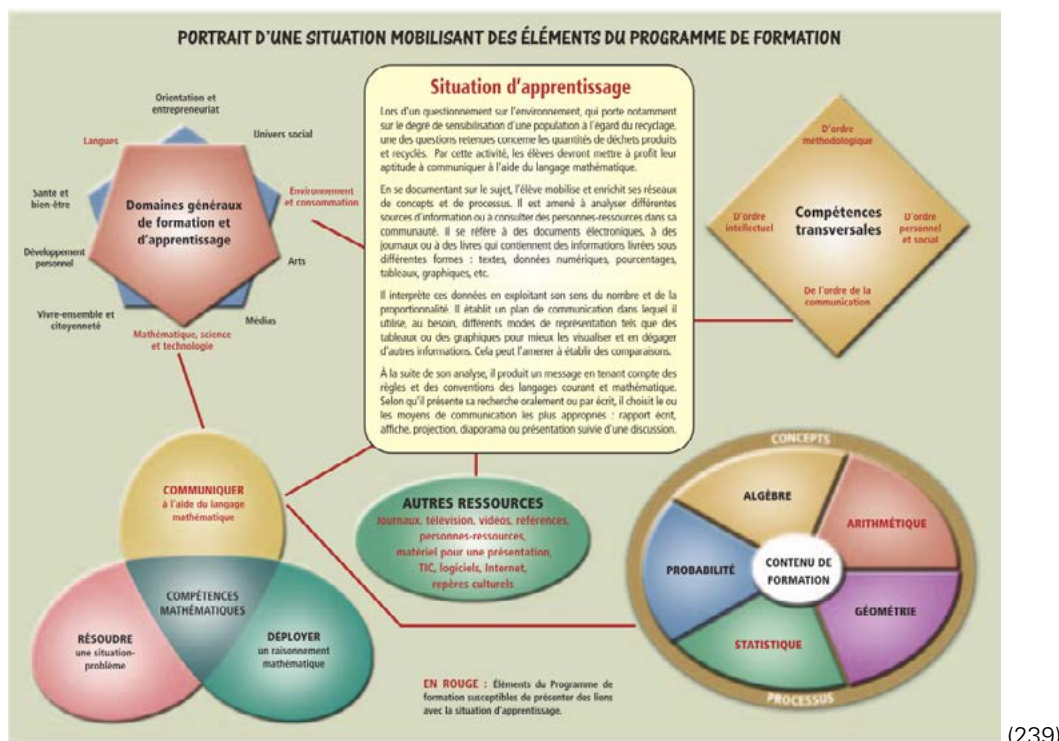 PORTRAIT D'UNE SITUATION MOBILISANT DES ÉLÉMENTS DU PROGRAMME DE FORMATION
Orientation et
entrepreneuriat
Langues
Univers social
Santé et
bien-être
Environnement
et consommation
Domaines généraux
de formation et
d'apprentissage
Développement
personnel
Arts
Vivre-ensemble et
citoyenneté
Médias
Mathématique, science
et technologie
Situation d'apprentissage
Lors d'un questionnement sur l'environnement, qui porte notamment
sur le degré de sensibilisation d'une population à l'égard du recyclage,
une des questions retenues concerne les quantités de déchets produits
et recyclés. Par cette activité, les élèves devront mettre à profit leur
aptitude à communiquer à l'aide du langage mathématique.
En se documentant sur le sujet, l'élève mobilise et enrichit ses réseaux
de concepts et de processus. Il est amené à analyser différentes
sources d'information ou à consulter des personnes-ressources dans sa
communauté. Il se réfère à des documents électroniques, à des
journaux ou à des livres qui contiennent des informations livrées sous
différentes formes : textes, données numériques, pourcentages,
tableaux, graphiques, etc.
Il interprète ces données en exploitant son sens du nombre et de la
proportionnalité. Il établit un plan de communication dans lequel il
utilise, au besoin, différents modes de représentation tels que des
tableaux ou des graphiques pour mieux les visualiser et en dégager
d'autres informations. Cela peut l'amener à établir des comparaisons.
À la suite de son analyse, il produit un message en tenant compte des
règles et des conventions des langages courant et mathématique.
Selon qu'il présente sa recherche oralement ou par écrit, il choisit le ou
les moyens de communication les plus appropriés : rapport écrit,
affiche, projection, diaporama ou présentation suivie d'une discussion.
D'ordre
méthodologique
D'ordre
intellectuel
Compétences
transversales
D'ordre
personnel
et social
De l'ordre de la
communication
COMMUNIQUER
à l'aide du langage
mathématique
COMPÉTENCES
MATHÉMATIQUES
RÉSOUDRE
une situation-
problème
DÉPLOYER
un raisonnement
mathématique
AUTRES RESSOURCES
Journaux, télévision, vidéos, références,
personnes-ressources,
matériel pour une présentation,
TIC, logiciels, Internet,
repères culturels
CONCEPTS
ALGÈBRE
ARITHMÉTIQUE
PROBABILITÉ
CONTENU DE
FORMATION
GÉOMÉTRIE
STATISTIQUE
PROCESSUS
EN ROUGE : Éléments du Programme de
formation susceptibles de présenter des liens
avec la situation d'apprentissage.
(239)